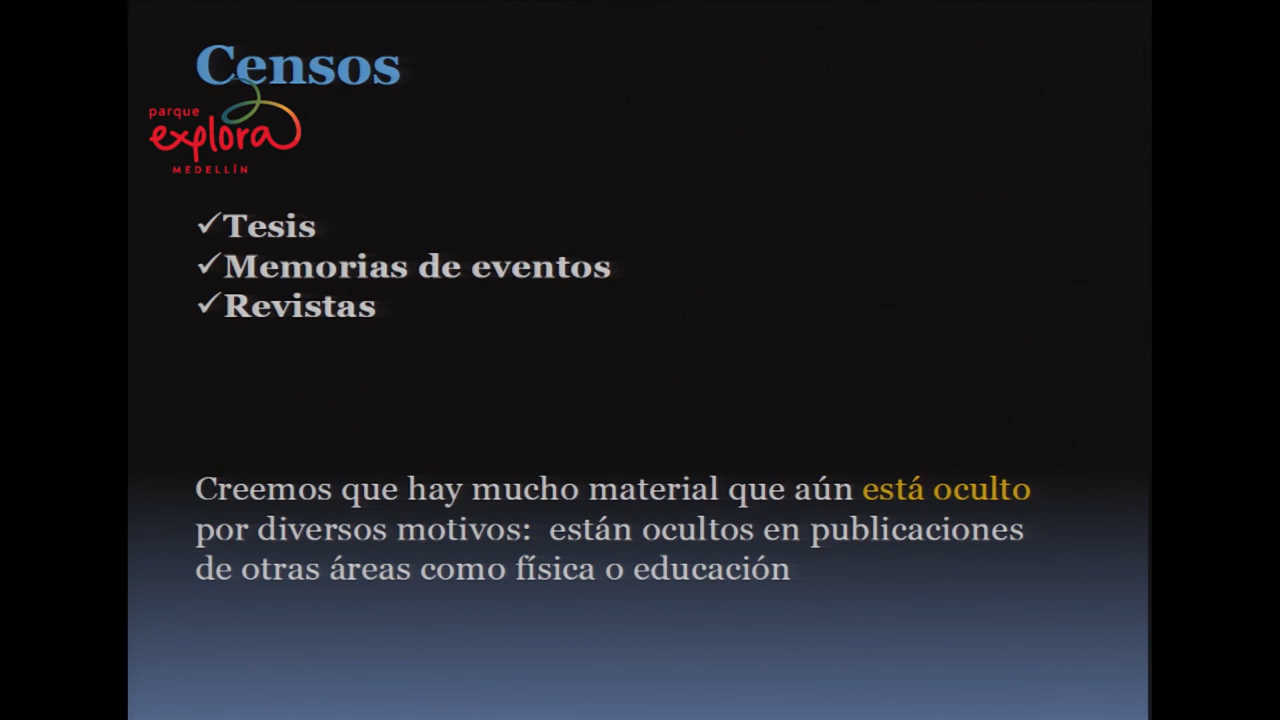 Censos
parque
explora
MEDELLÍN
✓Tesis
✓Memorias de eventos
✓Revistas
Creemos que hay mucho material que aún está oculto
por diversos motivos: están ocultos en publicaciones
de otras áreas como física o educación